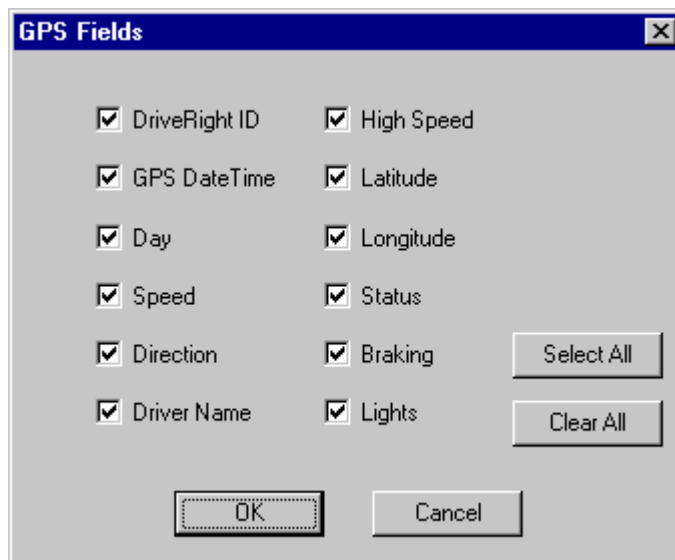 GPS Fields
DriveRight ID
High Speed
GPS DateTime
Latitude
Day
Longitude
Speed
Status
Direction
Braking
Select All
Driver Name
Lights
Clear All
OK
Cancel